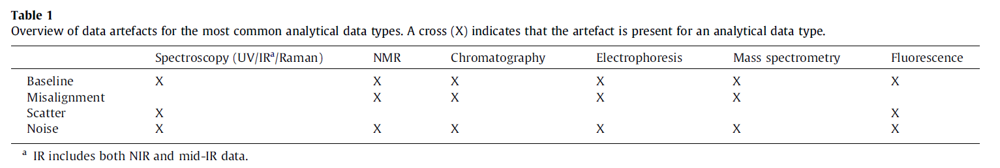 Table 1
Overview of data artefacts for the most common analytical data types. A cross (X) indicates that the artefact is present for an analytical data type.
Spectroscopy (UV/IRa/Raman) NMR Chromatography Electrophoresis Mass spectrometry Fluorescence
Baseline X X X X X X
Misalignment X X X X
Scatter X X
Noise X X X X X X
a IR includes both NIR and mid-IR data.